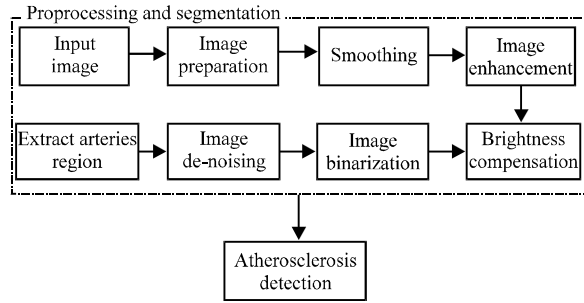 Proprocessing and segmentation
Input
image
Image
preparation
Smoothing
Image
enhancement
Extract arteries
region
Image
de-noising
Image
binarization
Brightness
compensation
Atherosclerosis
detection